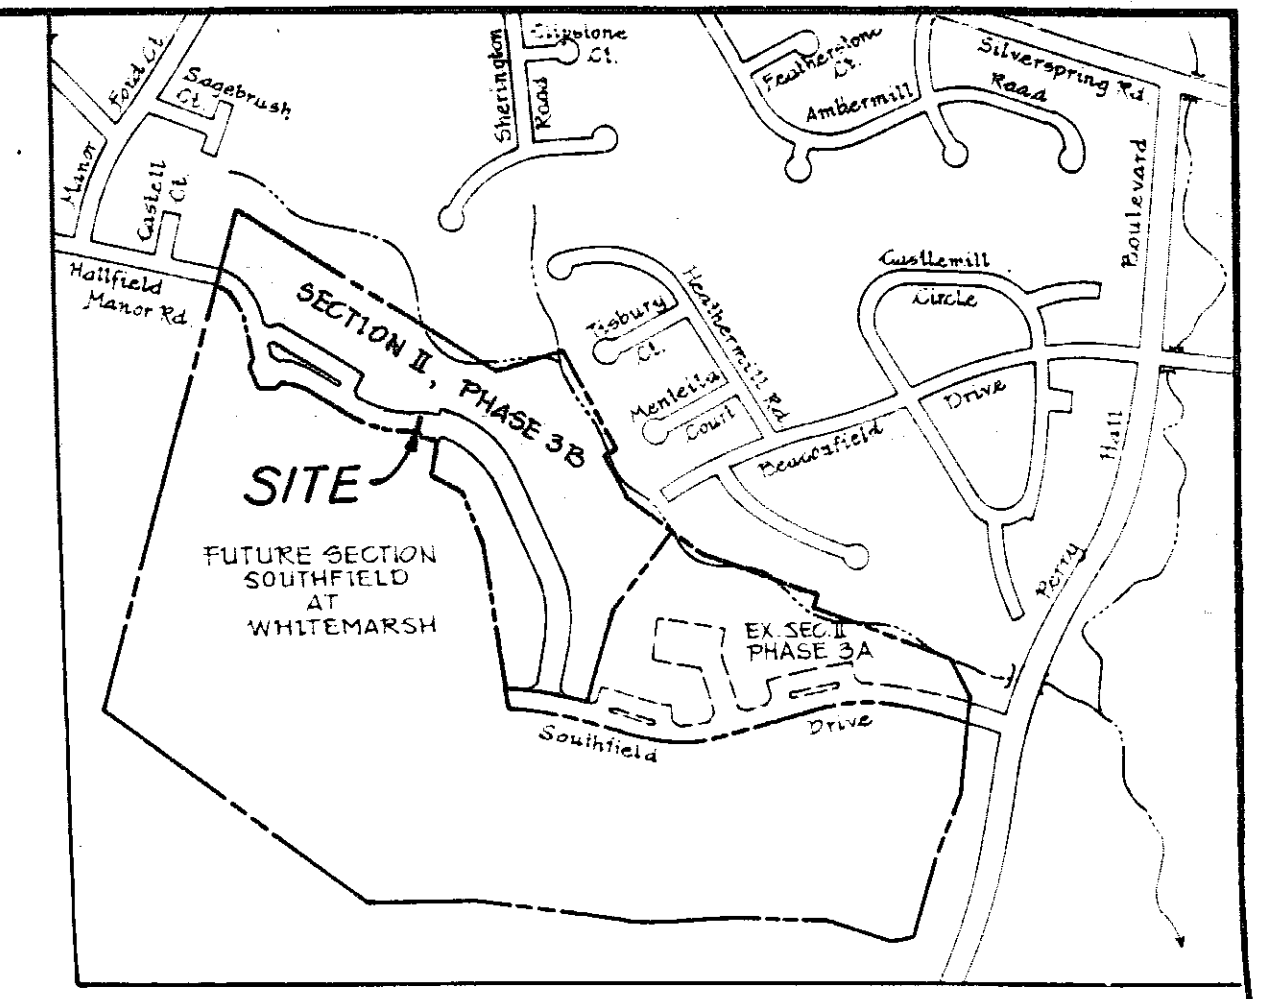 Clipstone
Ct.
Sherington
Road
Ford Ct.
Sagebrush
Ct.
Manor
Castell
Ct.
Hallfield
Manor Rd.
Featherstone
Ct.
Ambermill
Road
Silverspring Rd.
Boulevard
Hall
Perry
Castlemill
Circle
Heathermill Rd
Tisbury
Ct.
Court
Drive
SECTION II, PHASE 3B
SITE
FUTURE SECTION
SOUTHFIELD
AT
WHITEMARSH
EX. SEC. II
PHASE 3A
Southfield
Drive